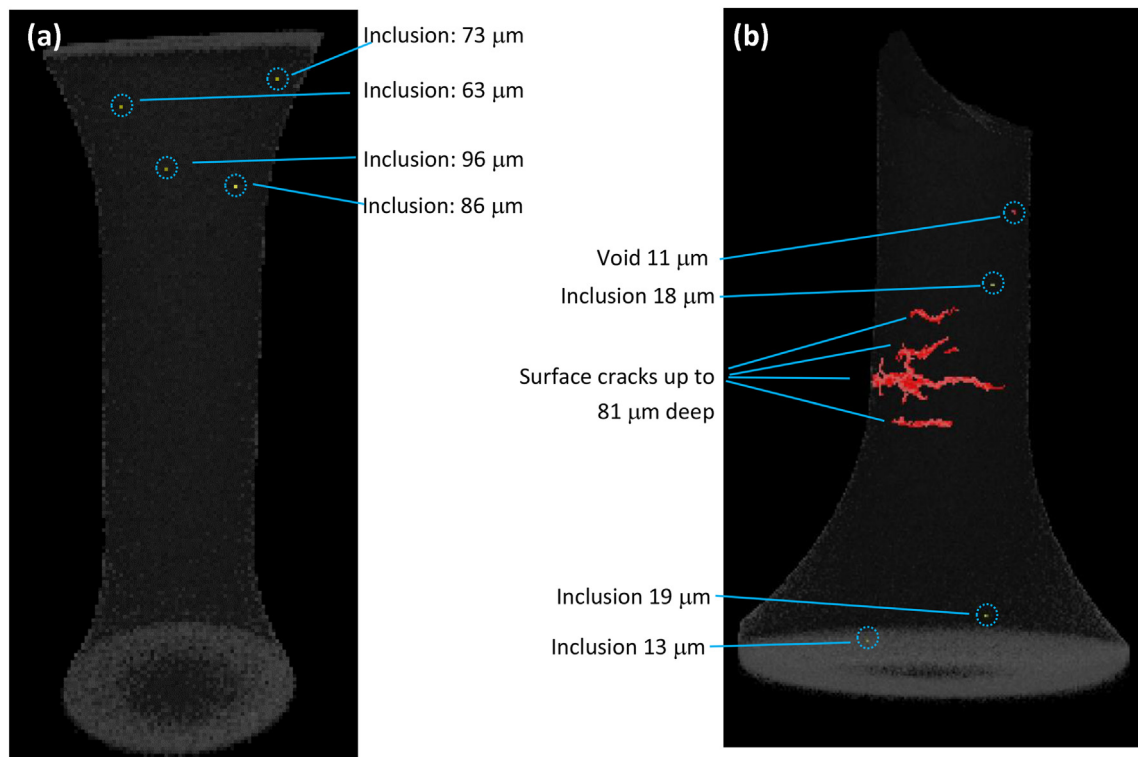 (a)
Inclusion: 73 μm
Inclusion: 63 μm
Inclusion: 96 μm
Inclusion: 86 μm
(b)
Void 11 μm
Inclusion 18 μm
Surface cracks up to
81 μm deep
Inclusion 19 μm
Inclusion 13 μm